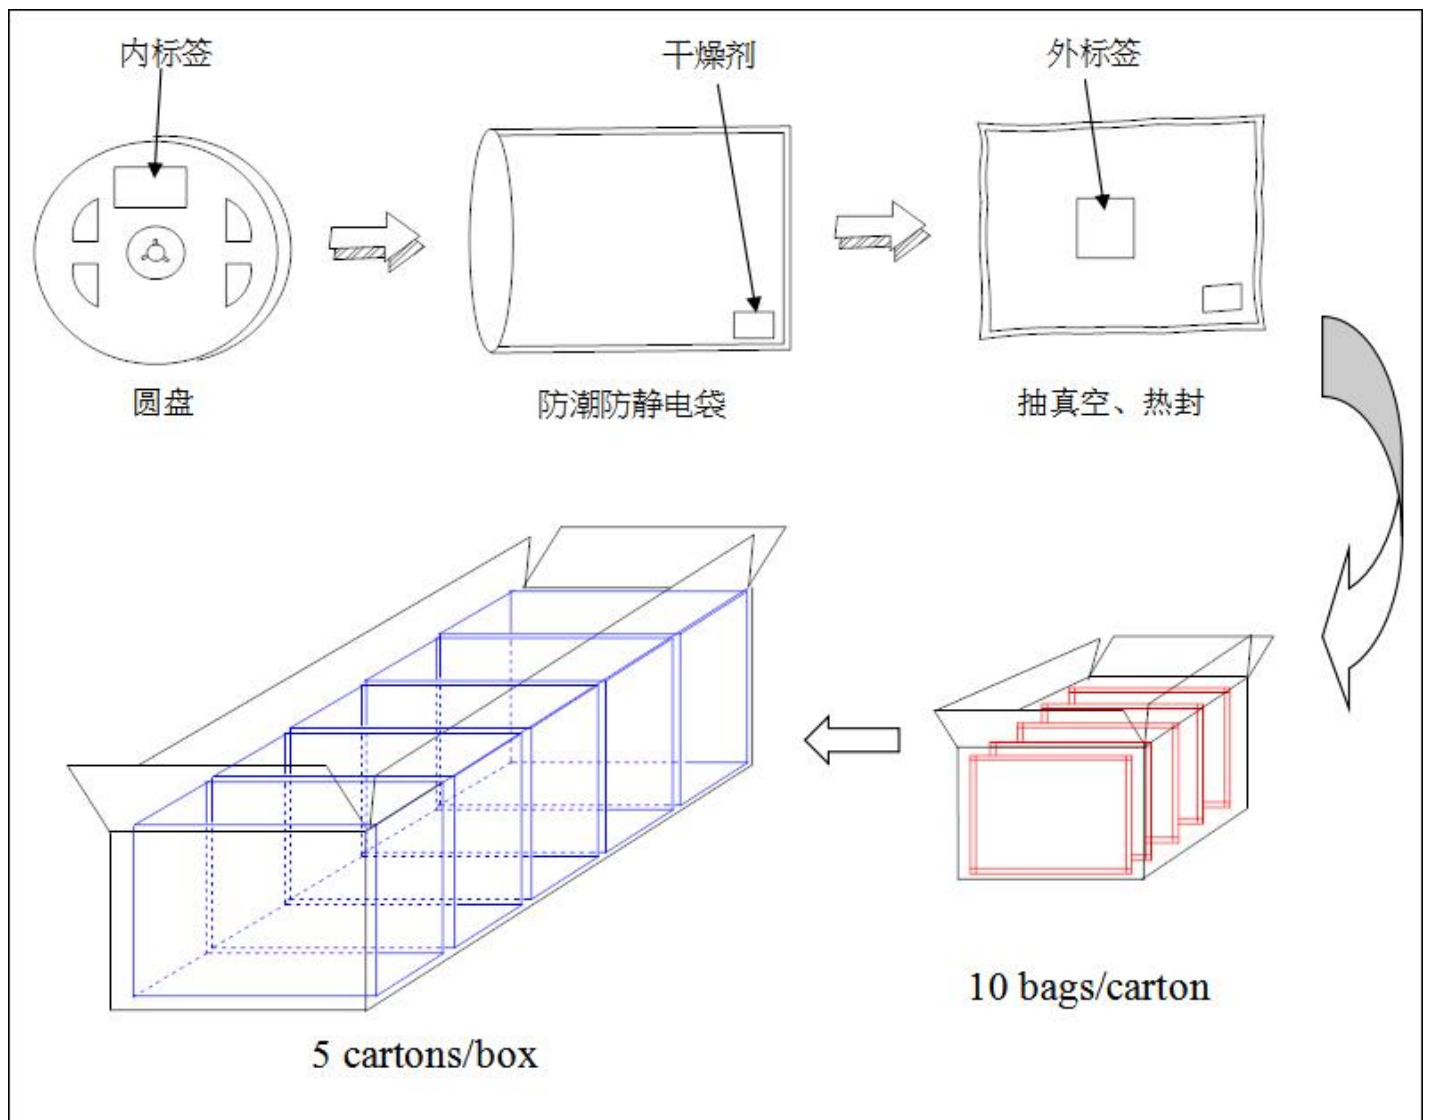 内标签
干燥剂
外标签
圆盘
防潮防静电袋
抽真空、热封
10 bags/carton
5 cartons/box